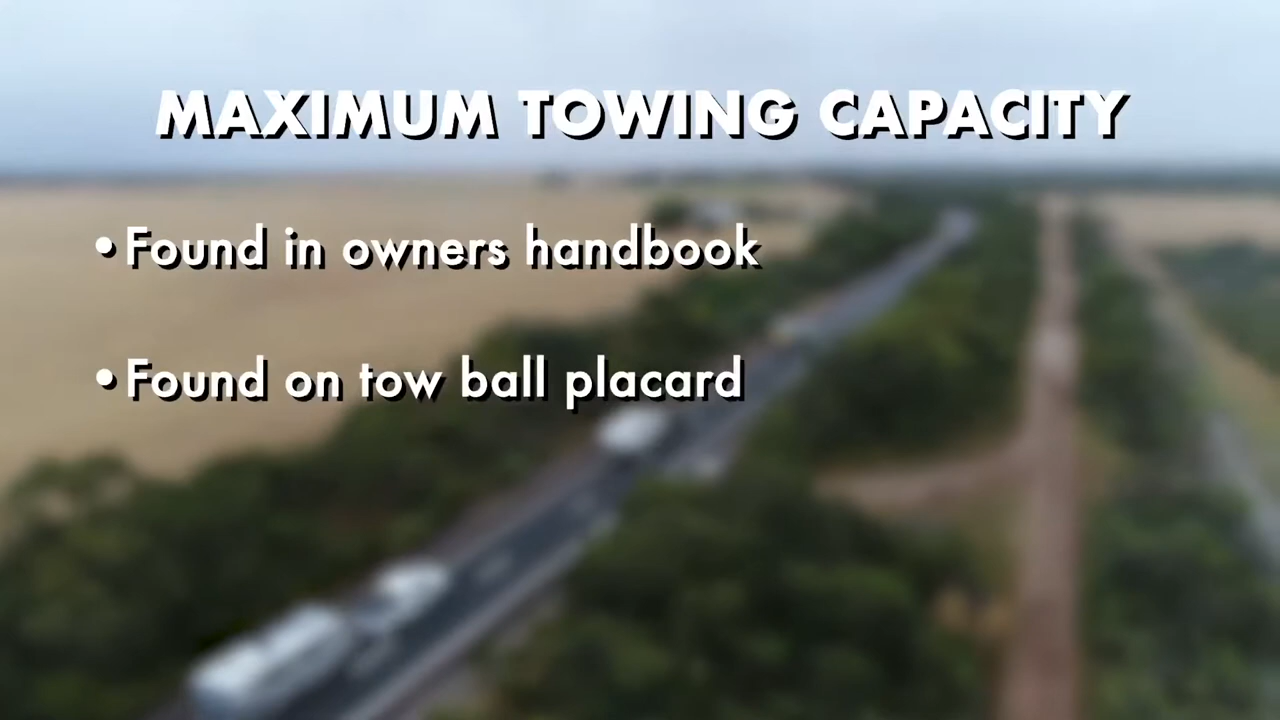 MAXIMUM TOWING CAPACITY
• Found in owners handbook
• Found on tow ball placard